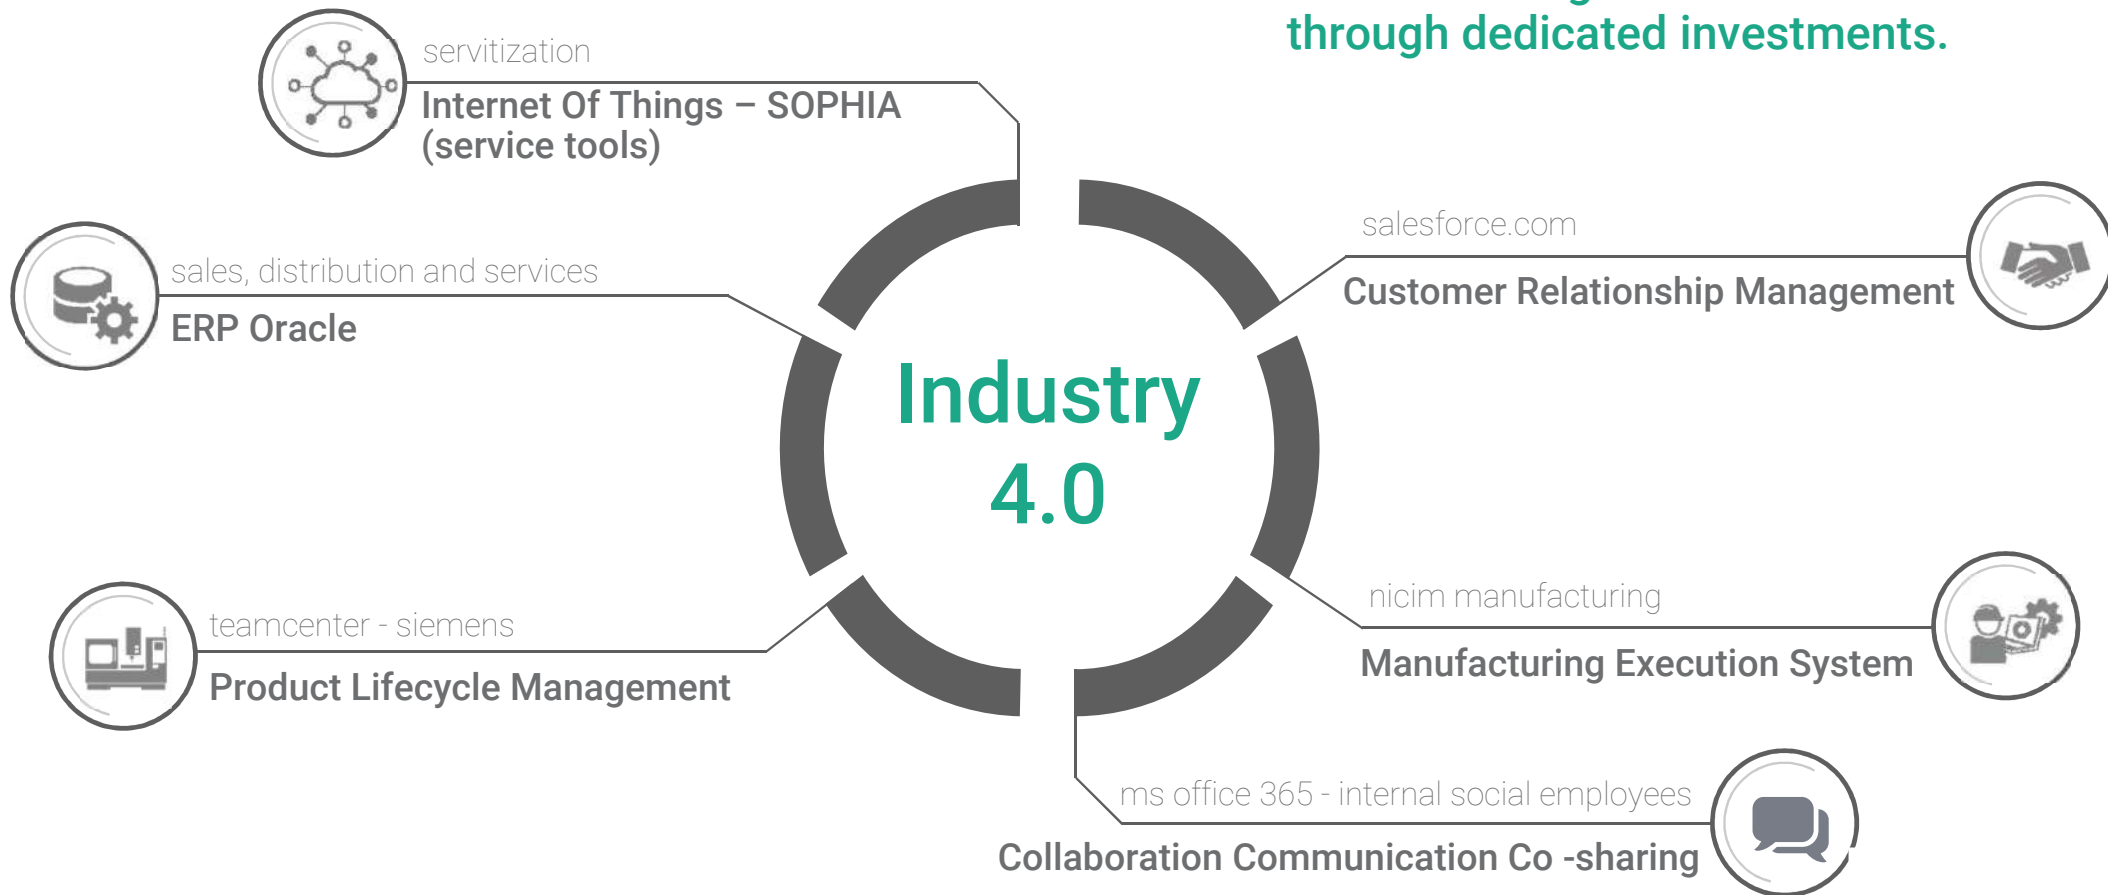 through dedicated investments.
servitization
Internet Of Things – SOPHIA
(service tools)
salesforce.com
Customer Relationship Management
sales, distribution and services
ERP Oracle
Industry
4.0
nicim manufacturing
Manufacturing Execution System
teamcenter - siemens
Product Lifecycle Management
ms office 365 - internal social employees
Collaboration Communication Co -sharing